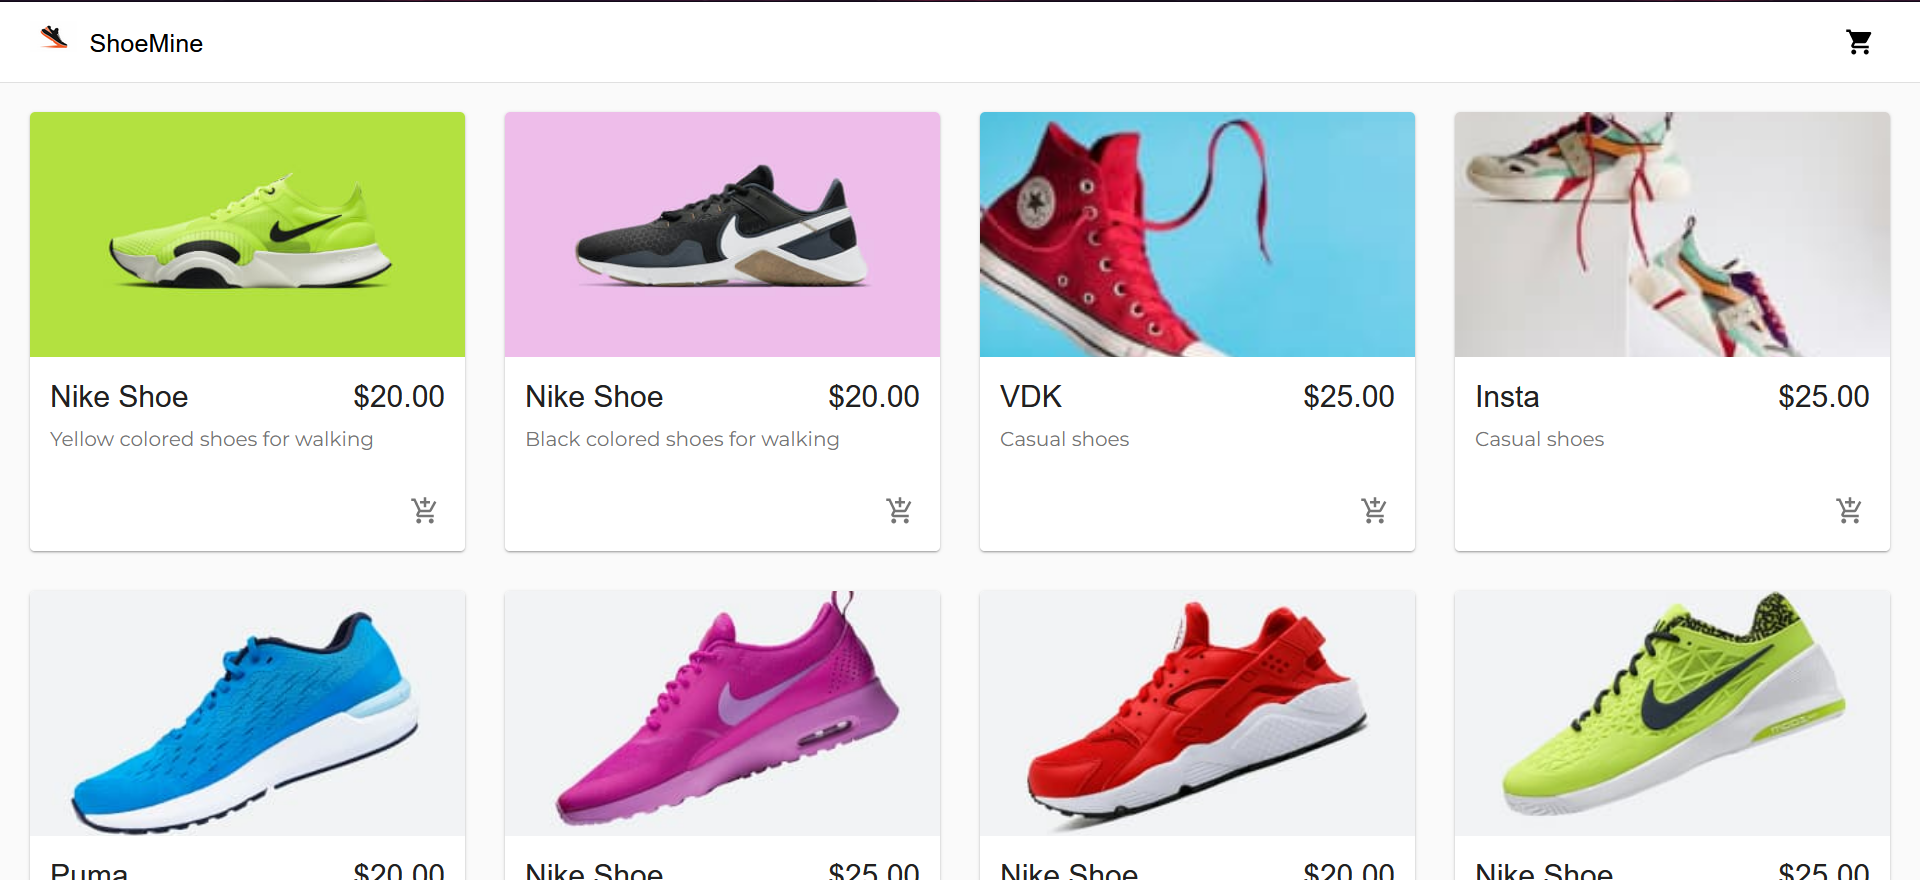 ShoeMine
Nike Shoe $20.00
Yellow colored shoes for walking
Nike Shoe $20.00
Black colored shoes for walking
VDK $25.00
Casual shoes
Insta $25.00
Casual shoes
Puma $20.00
Nike Shoe $25.00
Nike Shoe $20.00
Nike Shoe $25.00